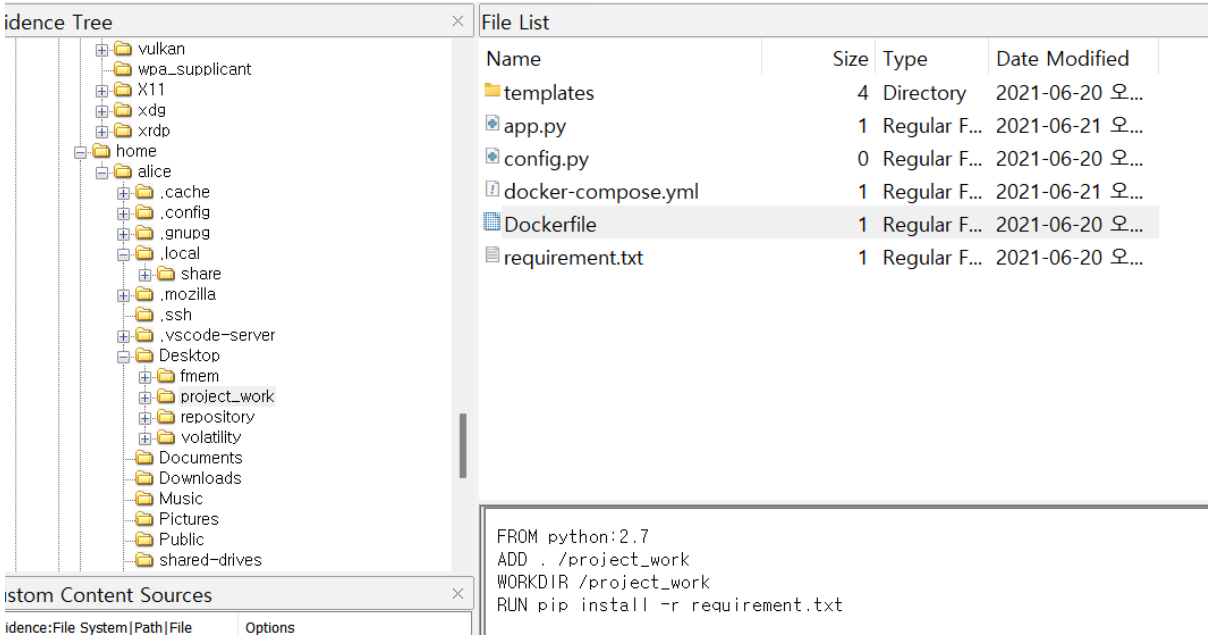 idence Tree
vulkan
wpa_supplicant
X11
xdg
xrdp
home
alice
.cache
.config
.gnupg
.local
share
.mozilla
.ssh
.vscode-server
Desktop
fmem
project_work
repository
volatility
Documents
Downloads
Music
Pictures
Public
shared-drives
istom Content Sources
idence:File System|Path|File Options
File List
Name Size Type Date Modified
templates 4 Directory 2021-06-20 오...
app.py 1 Regular F... 2021-06-21 오...
config.py 0 Regular F... 2021-06-20 오...
docker-compose.yml 1 Regular F... 2021-06-21 오...
Dockerfile 1 Regular F... 2021-06-20 오...
requirement.txt 1 Regular F... 2021-06-20 오...
FROM python:2.7
ADD . /project_work
WORKDIR /project_work
RUN pip install -r requirement.txt